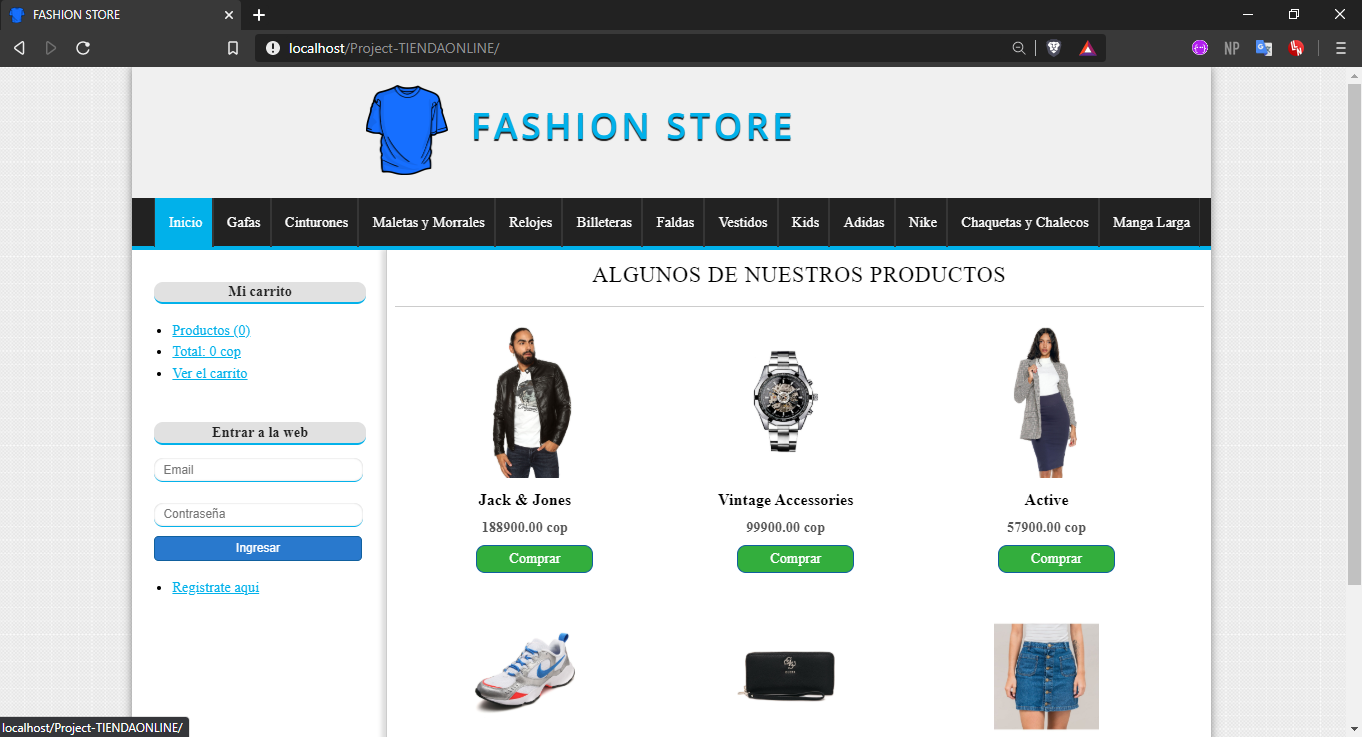 FASHION STORE
localhost/Project-TIENDAONLINE/
NP
FASHION STORE
Inicio Gafas Cinturones Maletas y Morrales Relojes Billeteras Faldas Vestidos Kids Adidas Nike Chaquetas y Chalecos Manga Larga
Mi carrito
Productos (0)
Total: 0 cop
Ver el carrito
Entrar a la web
Email
Contraseña
Ingresar
Registrate aqui
ALGUNOS DE NUESTROS PRODUCTOS
Jack & Jones Vintage Accessories Active
188900.00 cop 99900.00 cop 57900.00 cop
Comprar Comprar Comprar
localhost/Project-TIENDAONLINE/